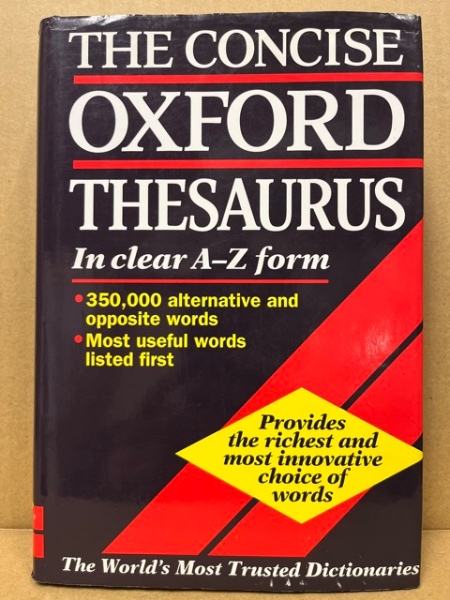 THE CONCISE
OXFORD
THESAURUS
In clear A–Z form
• 350,000 alternative and
opposite words
• Most useful words
listed first
Provides
the richest and
most innovative
choice of
words
The World's Most Trusted Dictionaries